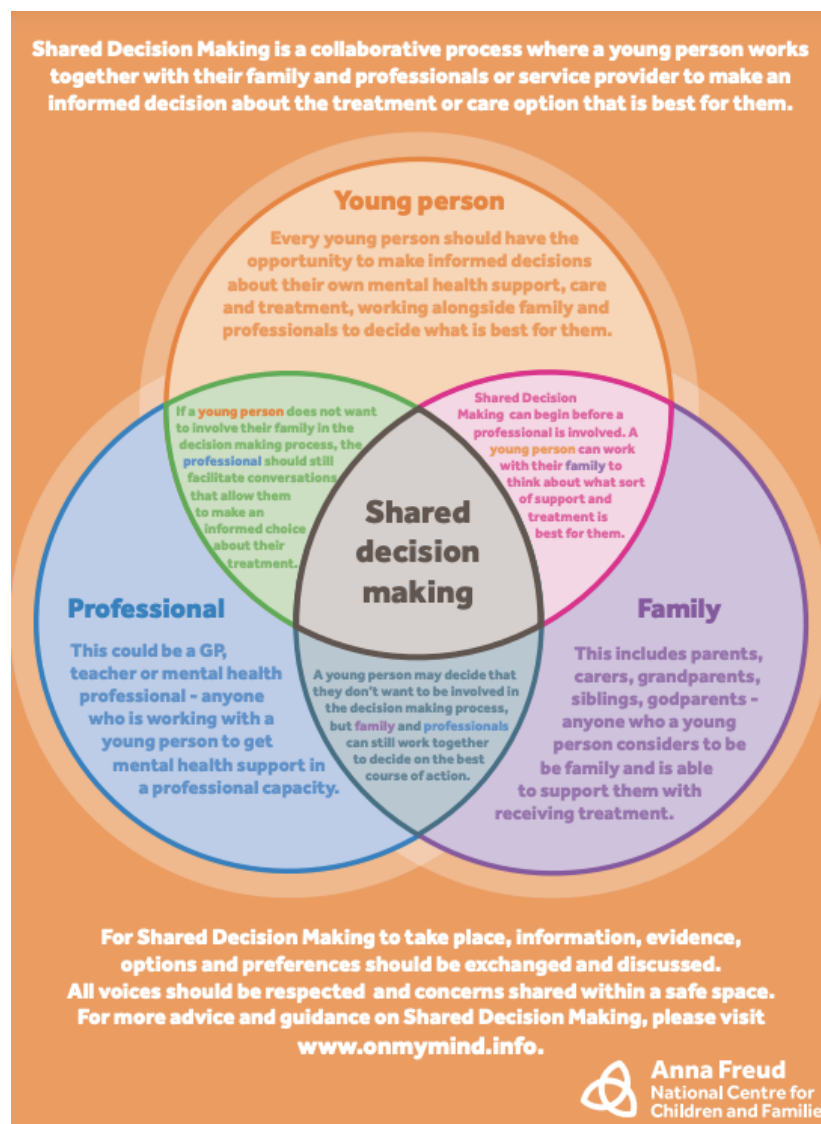 Shared Decision Making is a collaborative process where a young person works
together with their family and professionals or service provider to make an
informed decision about the treatment or care option that is best for them.
Young person
Every young person should have the
opportunity to make informed decisions
about their own mental health support, care
and treatment, working alongside family and
professionals to decide what is best for them.
If a young person does not want
to involve their family in the
decision making process, the
professional should still
facilitate conversations
that allow them
to make an
informed choice
about their
treatment.
Shared Decision
Making can begin before a
professional is involved. A
young person can work
with their family to
think about what sort
of support and
treatment is
best for them.
Shared
decision
making
Professional
This could be a GP,
teacher or mental health
professional - anyone
who is working with a
young person to get
mental health support in
a professional capacity.
A young person may decide that
they don't want to be involved in
the decision making process,
but family and professionals
can still work together
to decide on the best
course of action.
Family
This includes parents,
carers, grandparents,
siblings, godparents -
anyone who a young
person considers to be
be family and is able
to support them with
receiving treatment.
For Shared Decision Making to take place, information, evidence,
options and preferences should be exchanged and discussed.
All voices should be respected and concerns shared within a safe space.
For more advice and guidance on Shared Decision Making, please visit
www.onmymind.info.
Anna Freud
National Centre for
Children and Familie